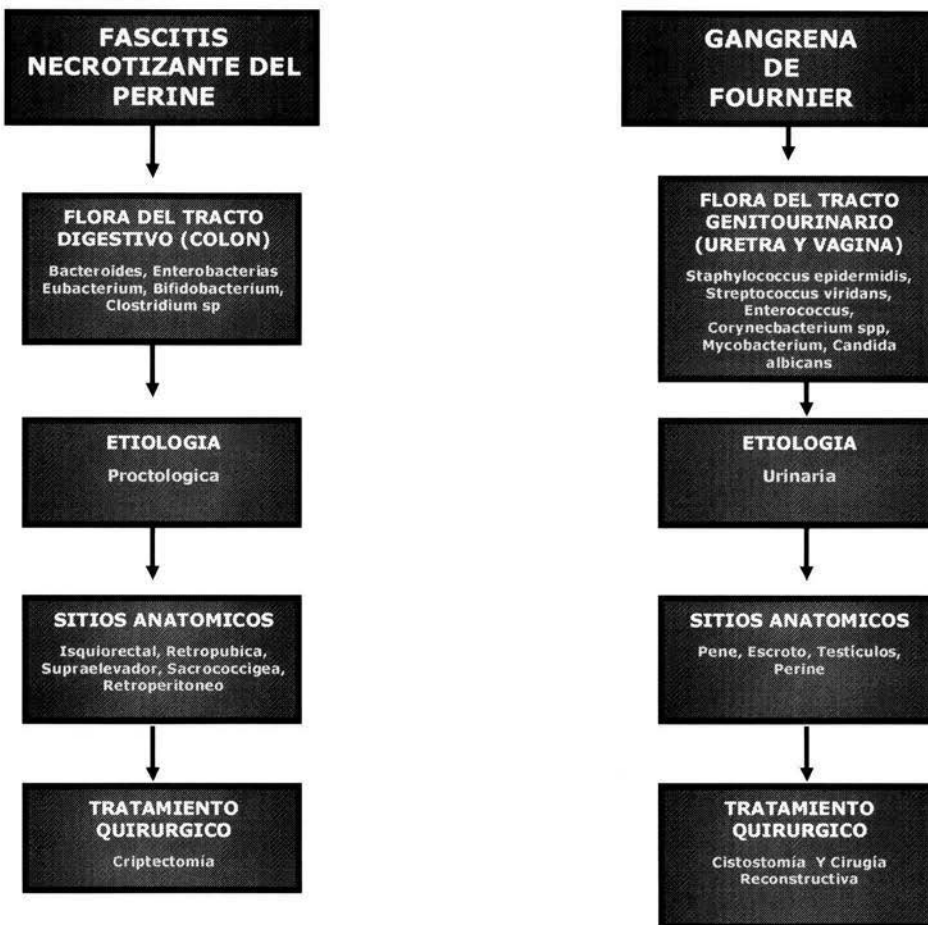 FASCITIS
NECROTIZANTE DEL
PERINE
FLORA DEL TRACTO
DIGESTIVO (COLON)
Bacteroides, Enterobacterias
Eubacterium, Bifidobacterium,
Clostridium sp
ETIOLOGIA
Proctologica
SITIOS ANATOMICOS
Isquiorectal, Retropubica,
Supraelevador, Sacrococcigea,
Retroperitoneo
TRATAMIENTO
QUIRURGICO
Criptectomía
GANGRENA
DE
FOURNIER
FLORA DEL TRACTO
GENITOURINARIO
(URETRA Y VAGINA)
Staphylococcus epidermidis,
Streptococcus viridans,
Enterococcus,
Corynecbacterium spp,
Mycobacterium, Candida
albicans
ETIOLOGIA
Urinaria
SITIOS ANATOMICOS
Pene, Escroto, Testículos,
Perine
TRATAMIENTO
QUIRURGICO
Cistostomía Y Cirugía
Reconstructiva